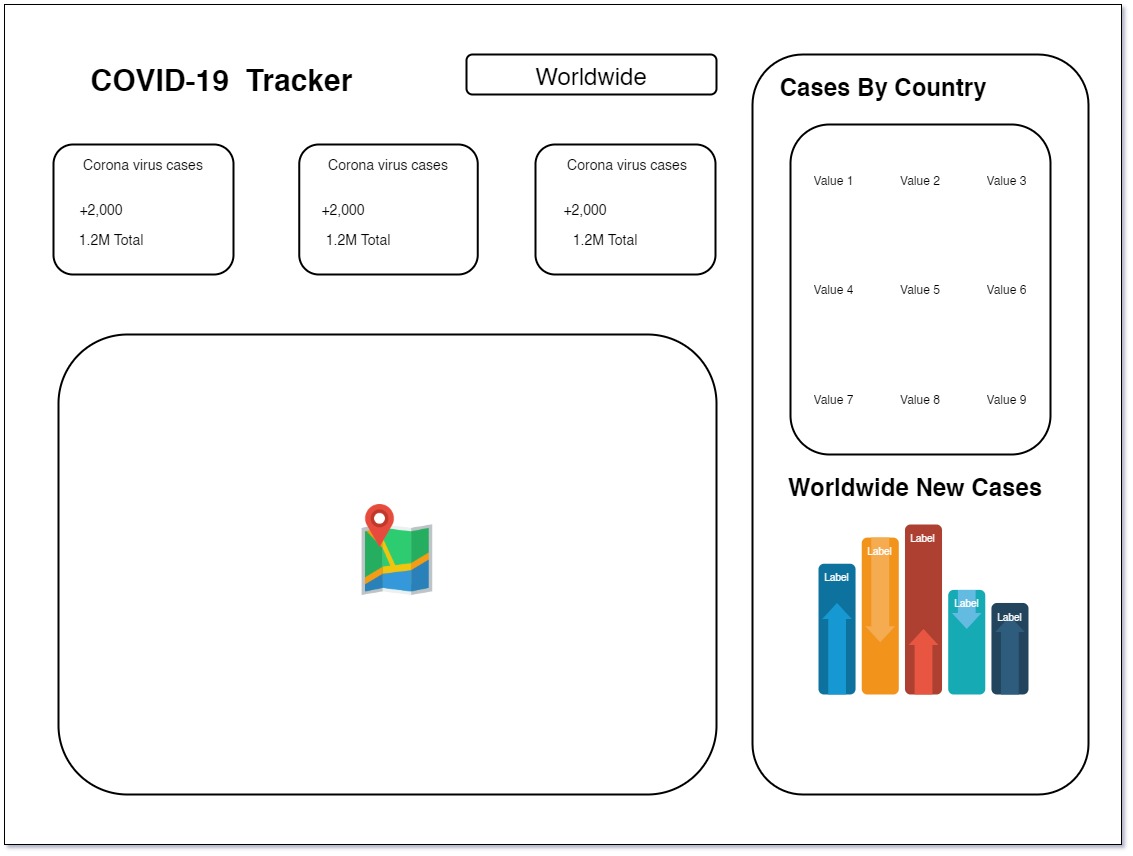 COVID-19  Tracker
Worldwide
Corona virus cases
+2,000
1.2M Total
Corona virus cases
+2,000
1.2M Total
Corona virus cases
+2,000
1.2M Total
Cases By Country
Value 1 Value 2 Value 3
Value 4 Value 5 Value 6
Value 7 Value 8 Value 9
Worldwide New Cases
Label
Label
Label
Label
Label